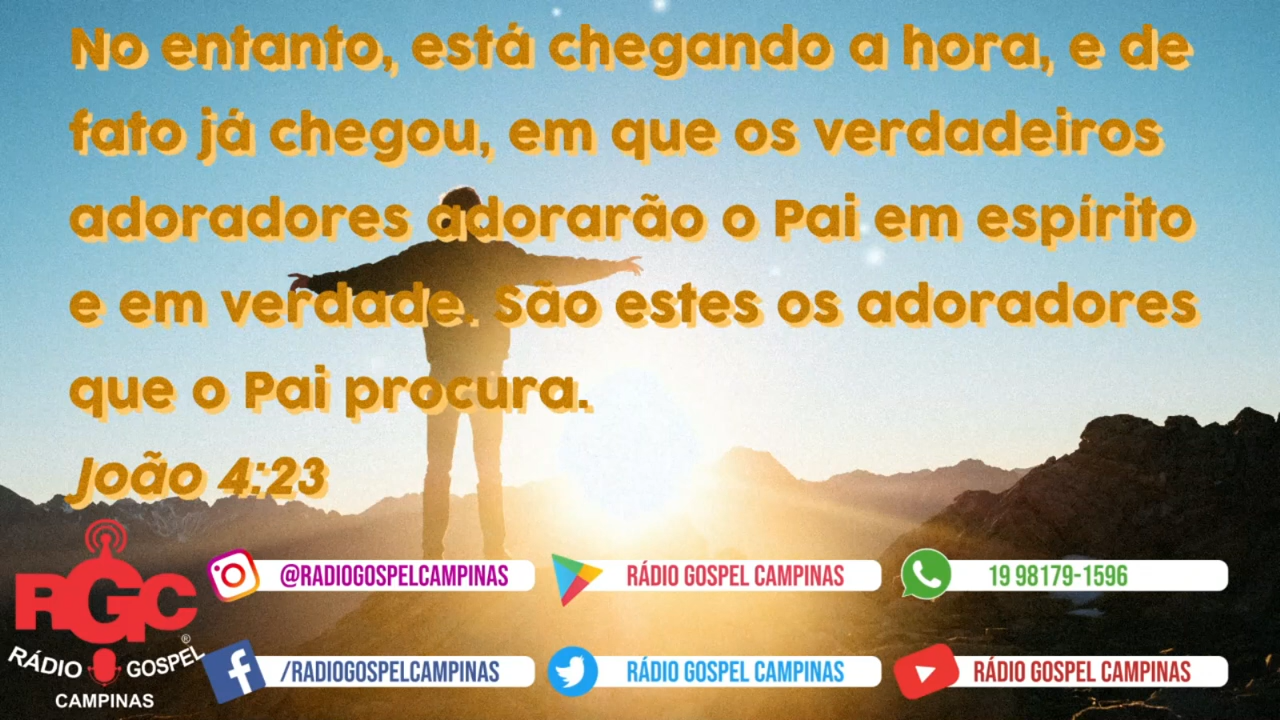 No entanto, está chegando a hora, e de
fato já chegou, em que os verdadeiros
adoradores adorarão o Pai em espírito
e em verdade. São estes os adoradores
que o Pai procura.
João 4:23
RGC
®
RÁDIO GOSPEL
CAMPINAS
@RADIOGOSPELCAMPINAS
RÁDIO GOSPEL CAMPINAS
19 98179-1596
/RADIOGOSPELCAMPINAS
RÁDIO GOSPEL CAMPINAS
RÁDIO GOSPEL CAMPINAS